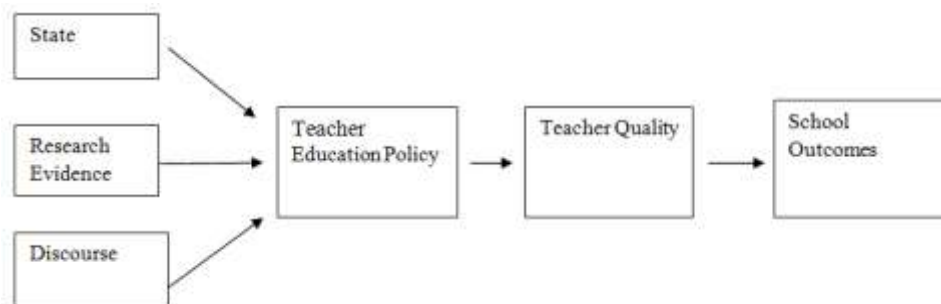 State
Research
Evidence
Discourse
Teacher
Education Policy
Teacher Quality
School
Outcomes